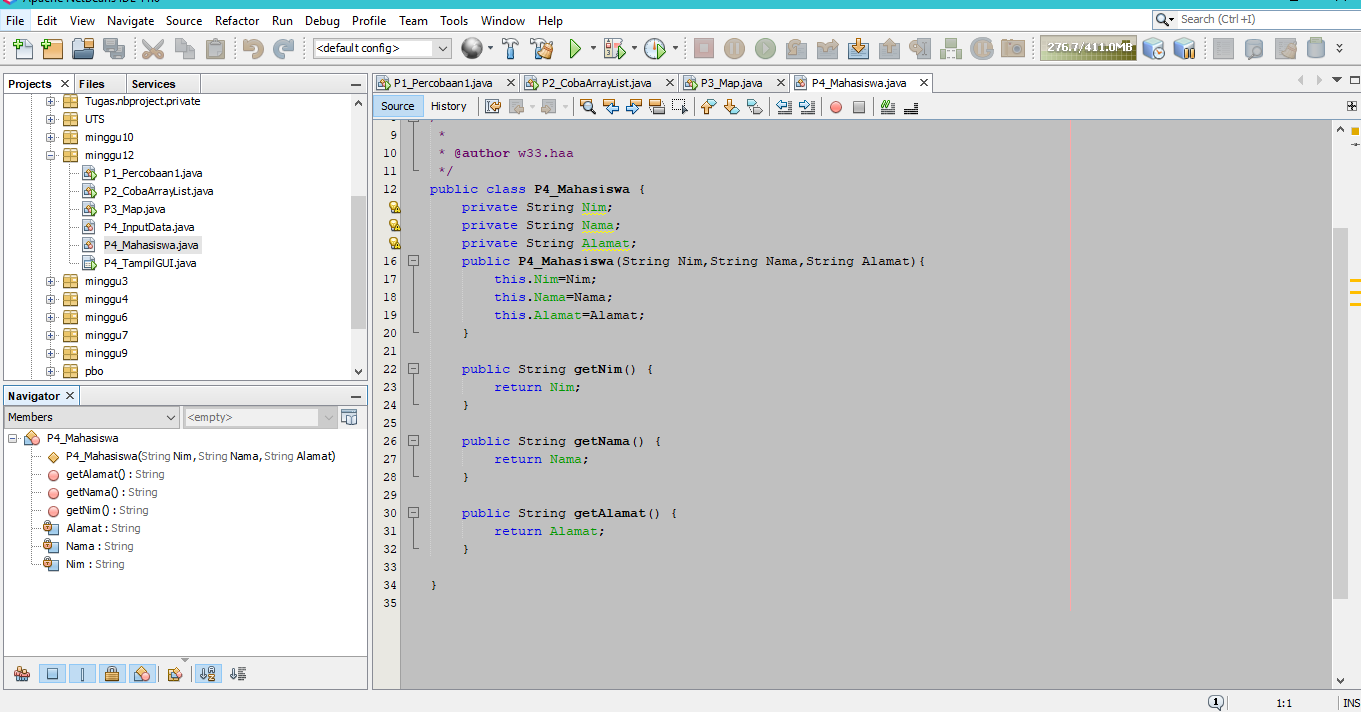 File Edit View Navigate Source Refactor Run Debug Profile Team Tools Window Help
Search (Ctrl+I)
<default config>
276.7/411.0MB
Projects Files Services
Tugas.nbproject.private
UTS
minggu10
minggu12
P1_Percobaan1.java
P2_CobaArrayList.java
P3_Map.java
P4_InputData.java
P4_Mahasiswa.java
P4_TampilGUI.java
minggu3
minggu4
minggu6
minggu7
minggu9
pbo
Navigator
Members <empty>
P4_Mahasiswa
P4_Mahasiswa(String Nim, String Nama, String Alamat)
getAlamat() : String
getNama() : String
getNim() : String
Alamat : String
Nama : String
Nim : String
P1_Percobaan1.java P2_CobaArrayList.java P3_Map.java P4_Mahasiswa.java
Source History
9 *
10 * @author w33.haa
11 */
12 public class P4_Mahasiswa {
private String Nim;
private String Nama;
private String Alamat;
16 public P4_Mahasiswa(String Nim,String Nama,String Alamat){
17 this.Nim=Nim;
18 this.Nama=Nama;
19 this.Alamat=Alamat;
20 }
21
22 public String getNim() {
23 return Nim;
24 }
25
26 public String getNama() {
27 return Nama;
28 }
29
30 public String getAlamat() {
31 return Alamat;
32 }
33
34 }
35
1 1:1 INS